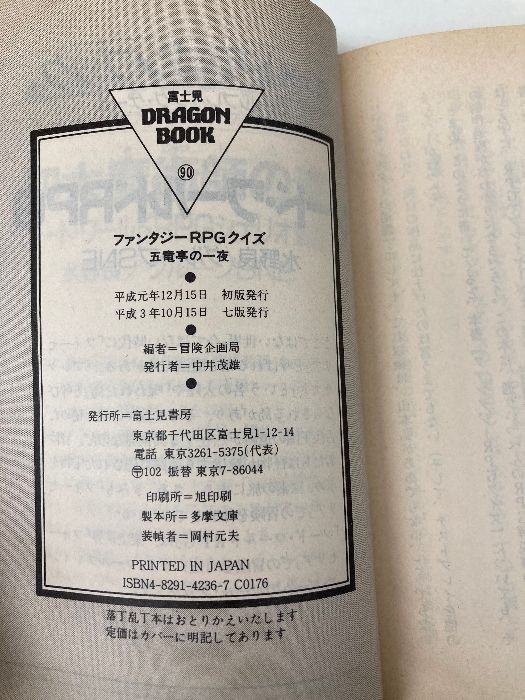 富士見
DRAGON
BOOK
90
ファンタジーRPGクイズ
五竜亭の一夜
平成元年12月15日 初版発行
平成3年10月15日 七版発行
編者=冒険企画局
発行者=中井茂雄
発行所=富士見書房
東京都千代田区富士見1-12-14
電話 東京3261-5375(代表)
〒102 振替 東京7-86044
印刷所=旭印刷
製本所=多摩文庫
装幀者=岡村元夫
PRINTED IN JAPAN
ISBN4-8291-4236-7 C0176
落丁乱丁本はおとりかえいたします
定価はカバーに明記してあります